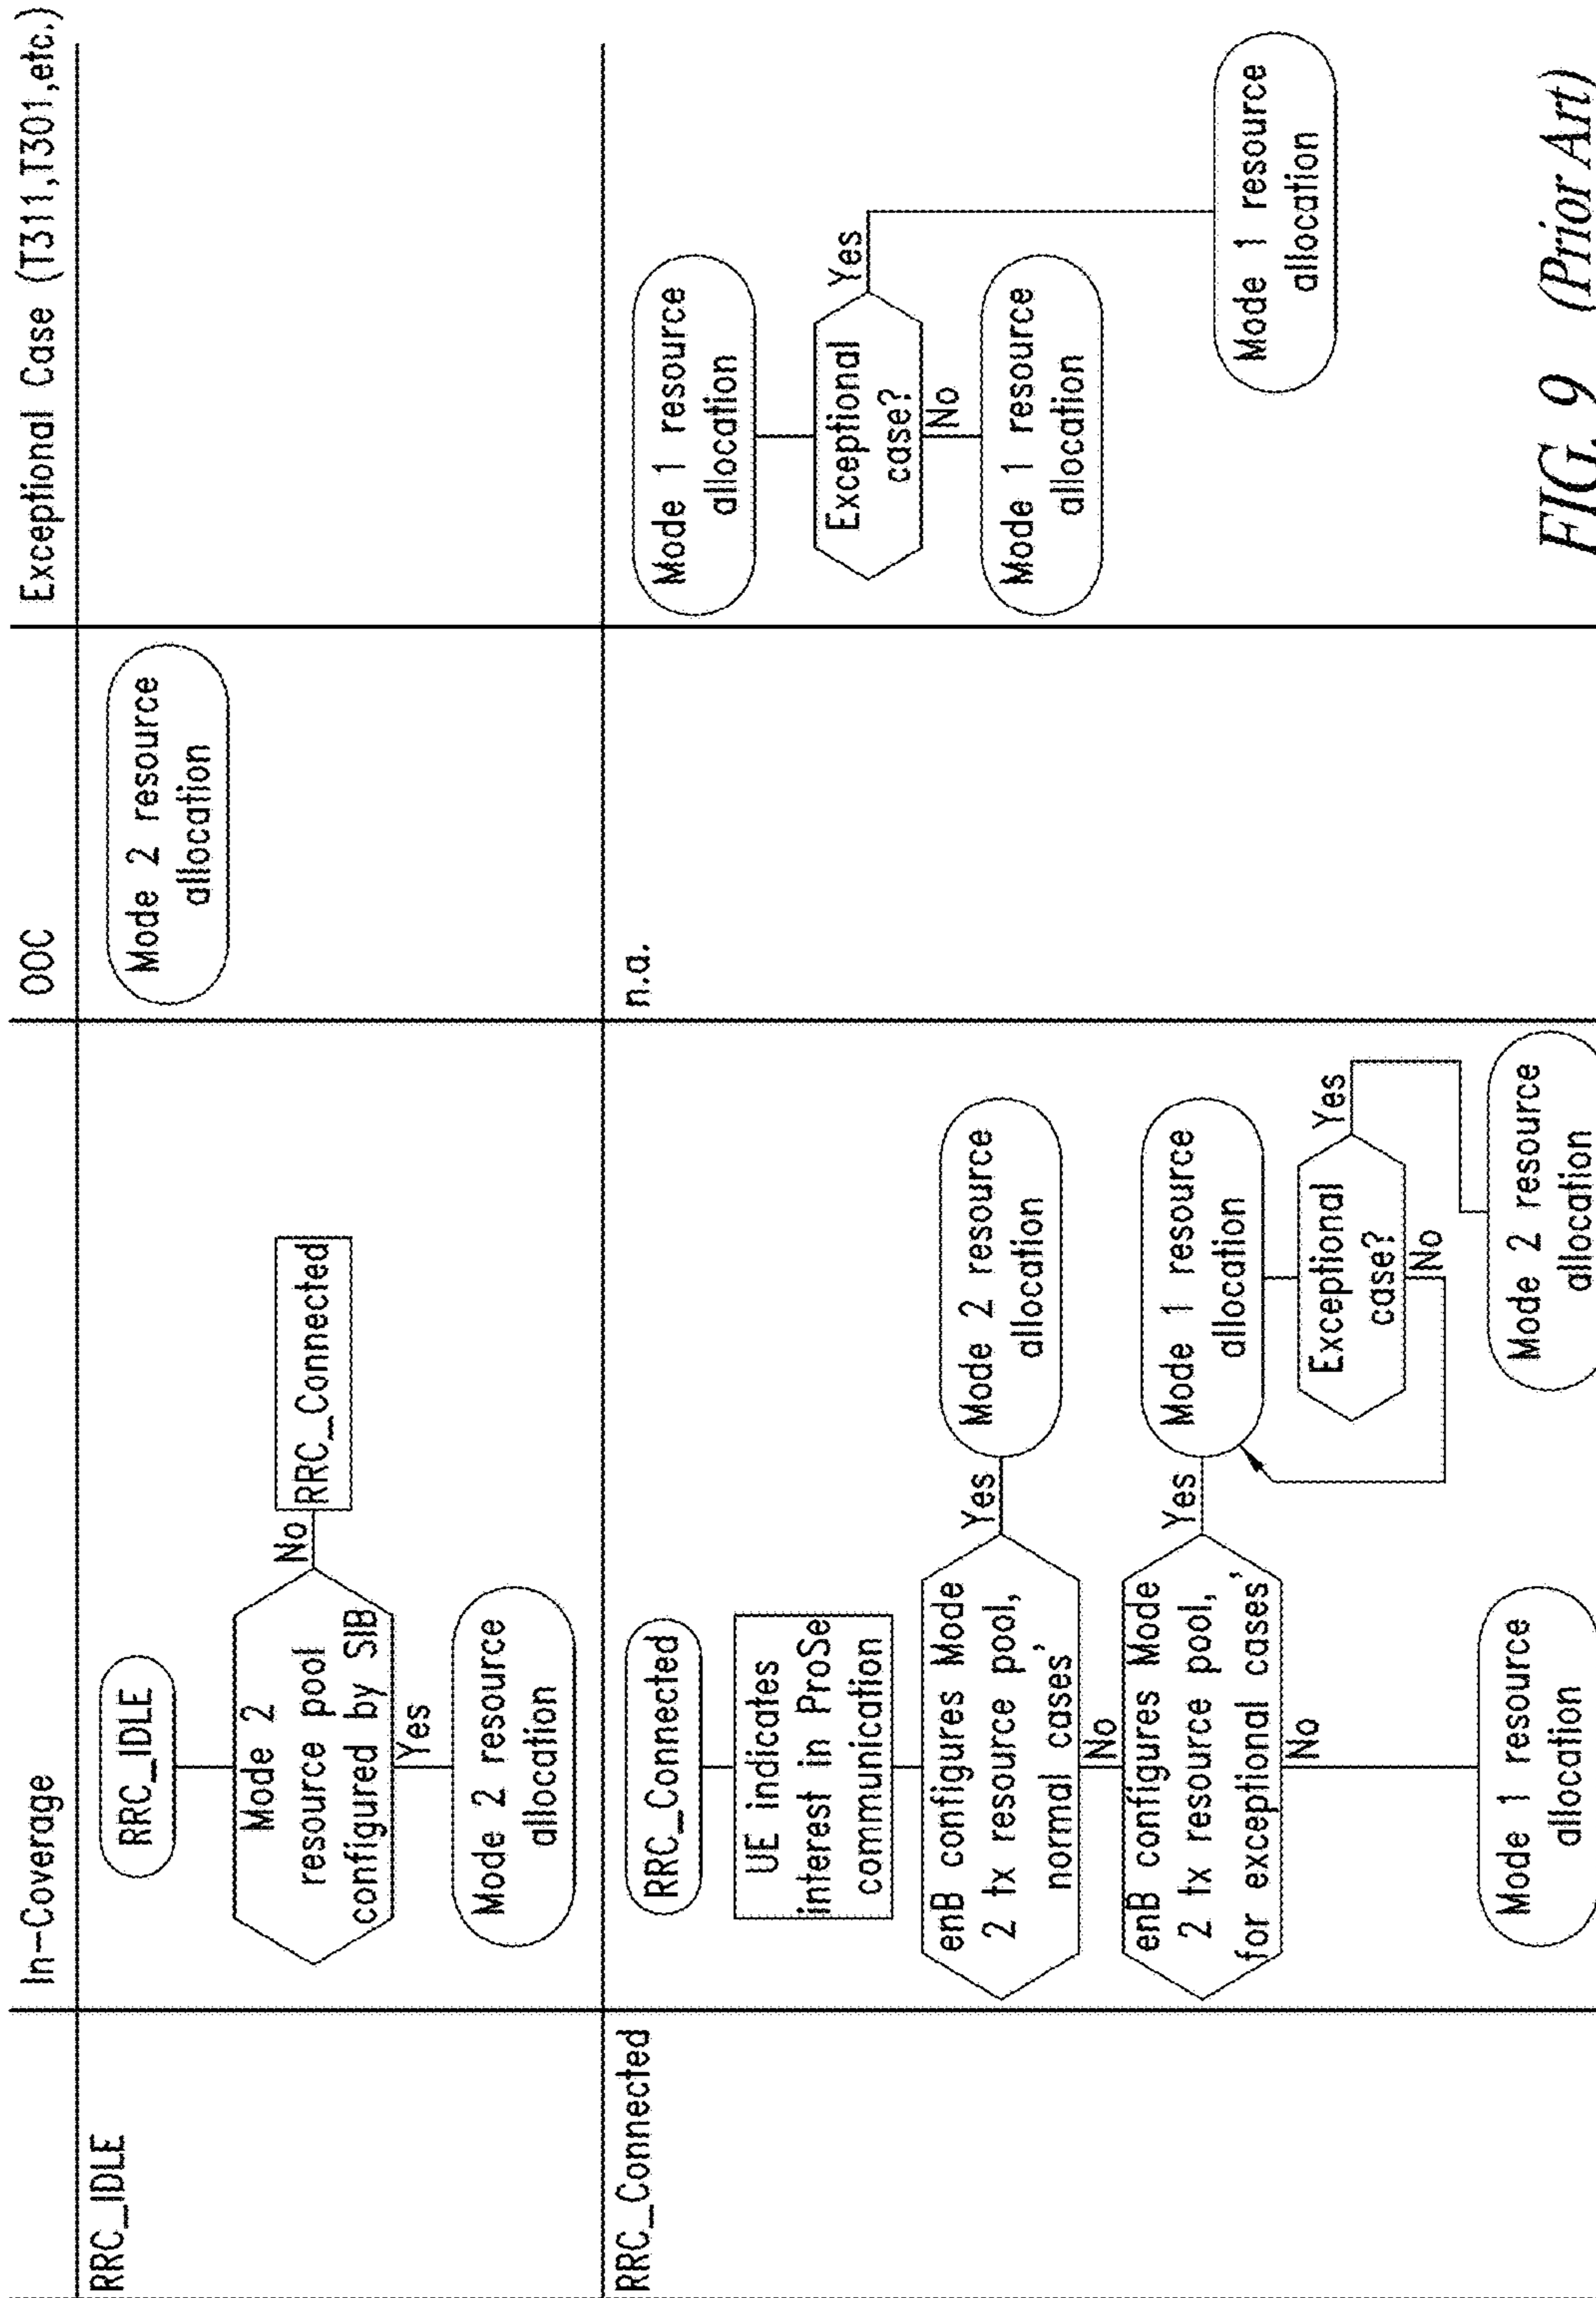 In-Coverage
OOC
Exceptional Case (T311,T301,etc.)
RRC_IDLE
RRC_IDLE
Mode 2
resource pool
configured by SIB
No
RRC_Connected
Yes
Mode 2 resource
allocation
Mode 2 resource
allocation
RRC_Connected
RRC_Connected
UE indicates
interest in ProSe
communication
enB configures Mode
2 tx resource pool,
normal cases'
Yes
Mode 2 resource
allocation
No
enB configures Mode
2 tx resource pool,
for exceptional cases'
Yes
Mode 1 resource
allocation
Exceptional
case?
Yes
No
Mode 2 resource
allocation
No
Mode 1 resource
allocation
n.a.
Mode 1 resource
allocation
Exceptional
case?
Yes
No
Mode 1 resource
allocation
Mode 1 resource
allocation
FIG. 9 (Prior Art)